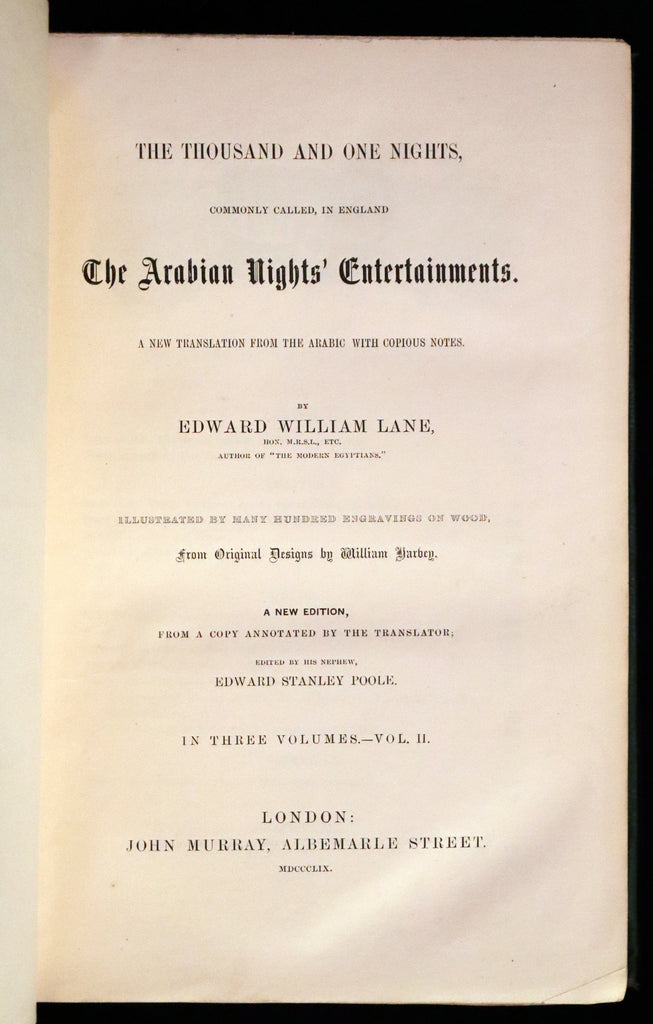 THE THOUSAND AND ONE NIGHTS,
COMMONLY CALLED, IN ENGLAND
The Arabian Nights' Entertainments.
A NEW TRANSLATION FROM THE ARABIC WITH COPIOUS NOTES.
BY
EDWARD WILLIAM LANE,
HON. M.R.S.L., ETC.
AUTHOR OF "THE MODERN EGYPTIANS."
ILLUSTRATED BY MANY HUNDRED ENGRAVINGS ON WOOD,
From Original Designs by William Harvey.
A NEW EDITION,
FROM A COPY ANNOTATED BY THE TRANSLATOR;
EDITED BY HIS NEPHEW,
EDWARD STANLEY POOLE.
IN THREE VOLUMES.—VOL. II.
LONDON:
JOHN MURRAY, ALBEMARLE STREET.
MDCCCLIX.